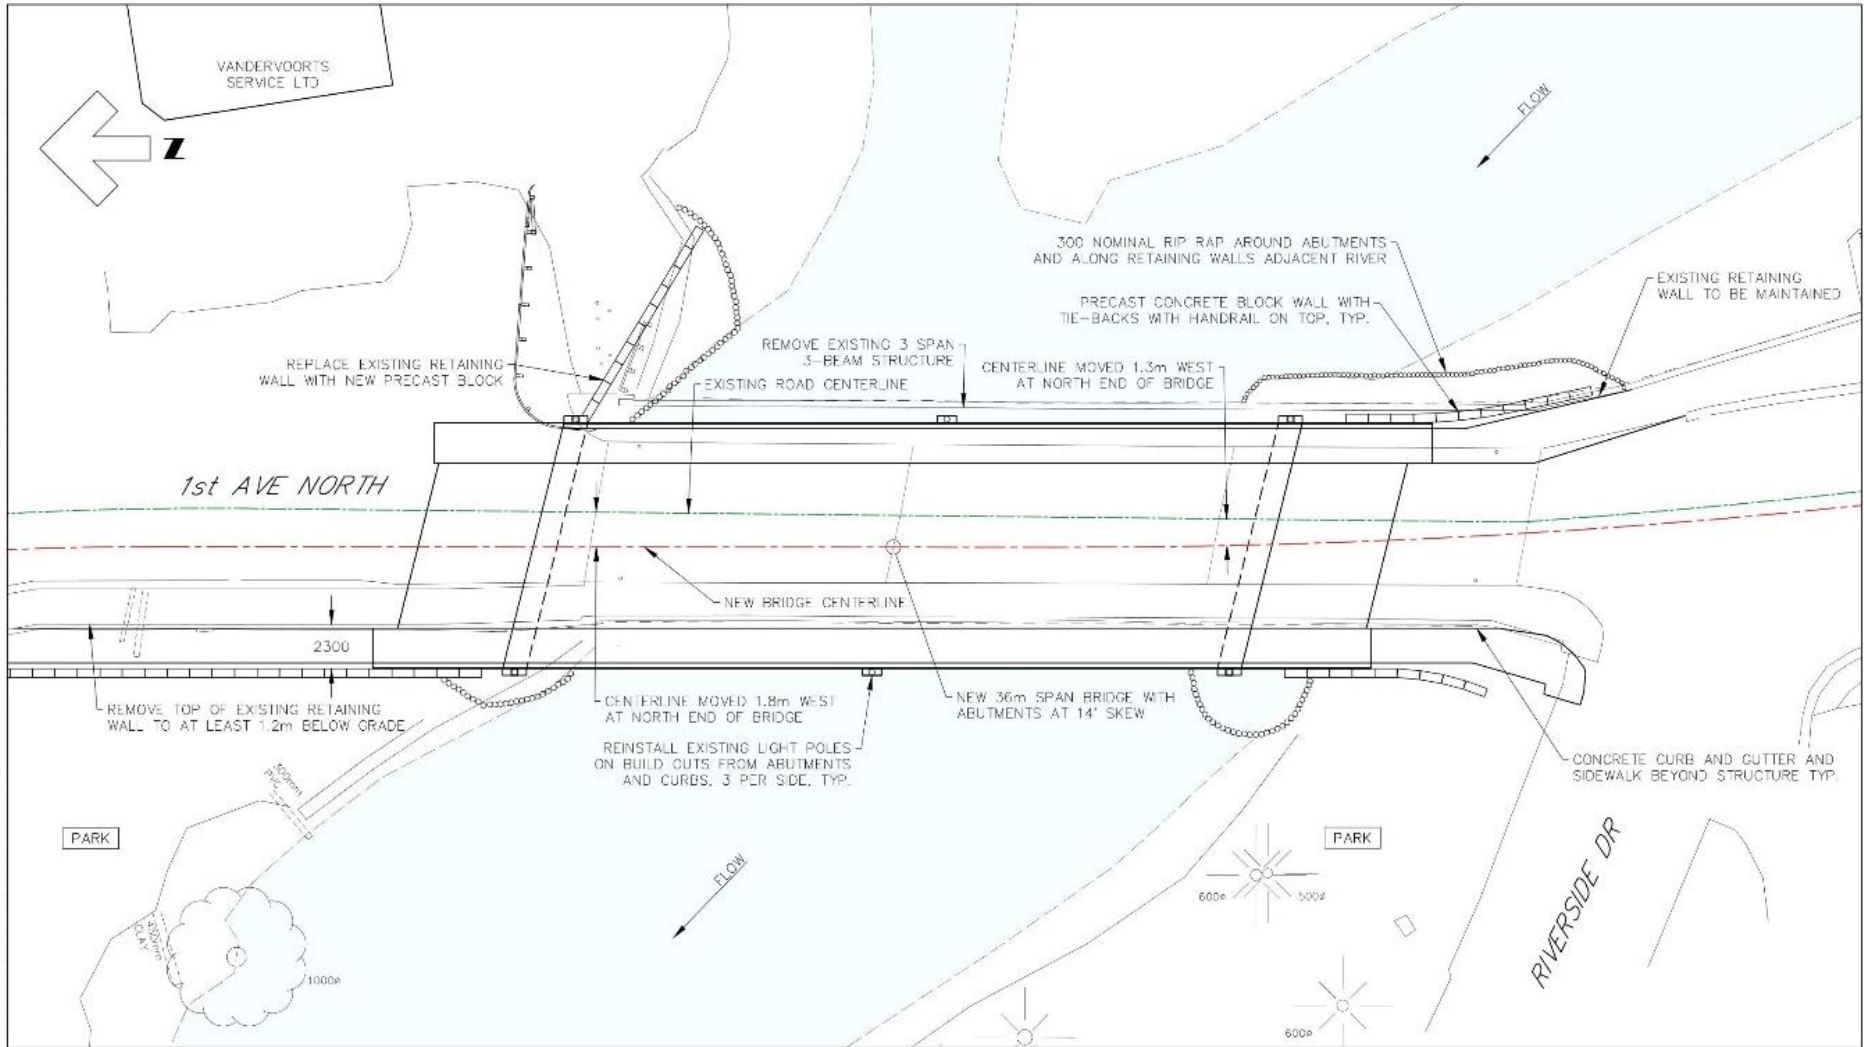 VANDERVOORTS
SERVICE LTD
Z
FLOW
300 NOMINAL RIP RAP AROUND ABUTMENTS
AND ALONG RETAINING WALLS ADJACENT RIVER
EXISTING RETAINING
WALL TO BE MAINTAINED
PRECAST CONCRETE BLOCK WALL WITH
TIE-BACKS WITH HANDRAIL ON TOP, TYP.
REMOVE EXISTING 3 SPAN
3-BEAM STRUCTURE
CENTERLINE MOVED 1.3m WEST
AT NORTH END OF BRIDGE
REPLACE EXISTING RETAINING
WALL WITH NEW PRECAST BLOCK
EXISTING ROAD CENTERLINE
1st AVE NORTH
NEW BRIDGE CENTERLINE
2300
REMOVE TOP OF EXISTING RETAINING
WALL TO AT LEAST 1.2m BELOW GRADE
CENTERLINE MOVED 1.8m WEST
AT NORTH END OF BRIDGE
NEW 36m SPAN BRIDGE WITH
ABUTMENTS AT 14° SKEW
REINSTALL EXISTING LIGHT POLES
ON BUILD OUTS FROM ABUTMENTS
AND CURBS, 3 PER SIDE, TYP.
CONCRETE CURB AND GUTTER AND
SIDEWALK BEYOND STRUCTURE TYP.
300mm
PVC
PARK
PARK
FLOW
RIVERSIDE DR
600ø
500ø
CLAY
1000ø
600ø